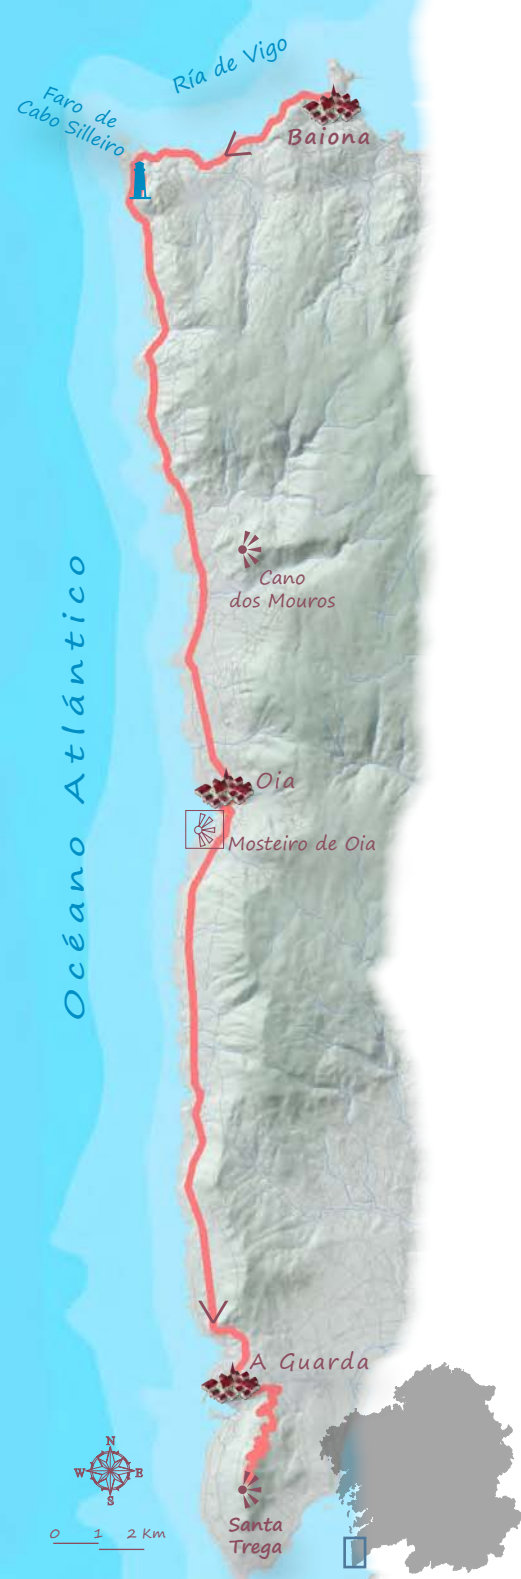 Ría de Vigo
Faro de
Cabo Silleiro
Baiona
Cano
dos Mouros
Océano Atlántico
Oia
Mosteiro de Oia
A Guarda
N
W E
S
0 1 2 Km
Santa
Trega